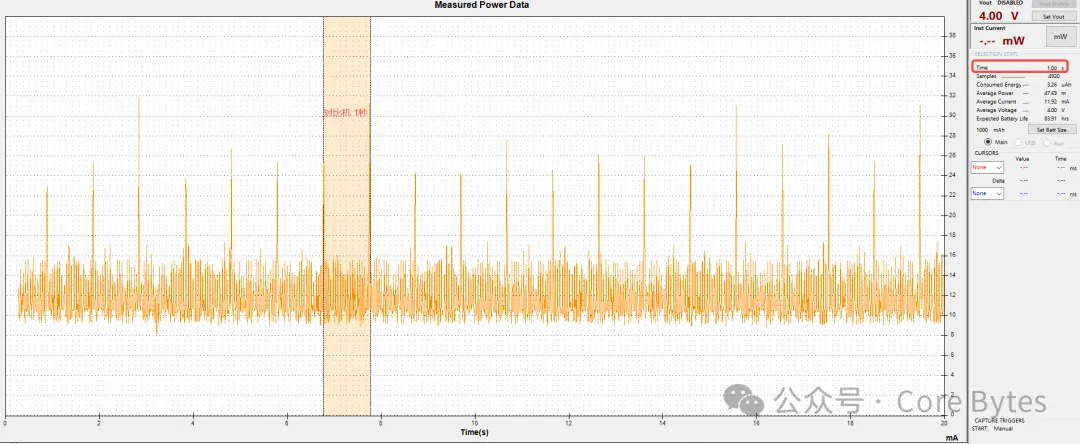 Measured Power Data
Vout DISABLED
Vout Enable
4.00 V
Set Vout
Inst Current
-.-- mW
mW
SELECTION STATS
Time 1.00 s
Samples 4920
Consumed Energy 3.26 uAh
Average Power 47.69 m
Average Current 11.92 mA
Average Voltage 4.00 V
Expected Battery Life 83.91 hrs
1000 mAh Set Batt Size
Main USB Aux
CURSORS
Value Time
None -.-- -.-- ms
Delta -.-- -.--
None -.-- -.-- ms
对比机 1秒
38
36
34
32
30
28
26
24
22
20
18
16
14
12
10
8
6
4
2
0
0 2 4 6 8 10 12 14 16 18 20
Time(s)
mA
公众号 · Core Bytes
CAPTURE TRIGGERS
START: Manual